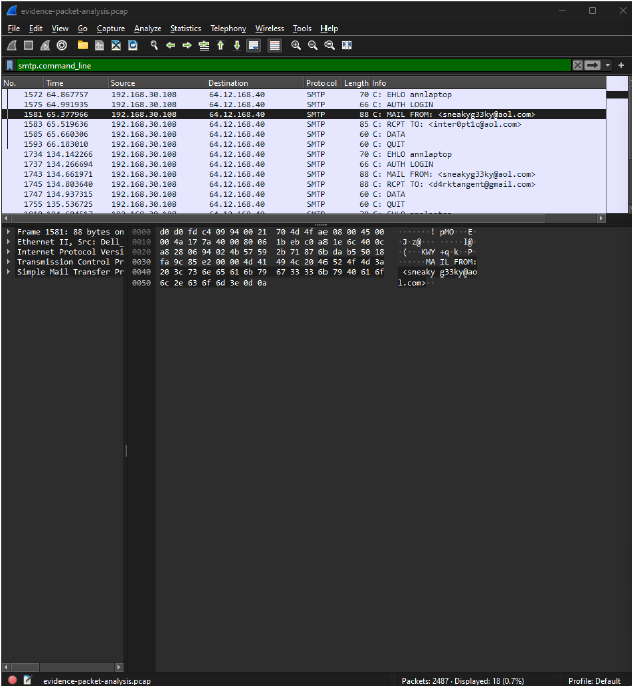 evidence-packet-analysis.pcap
File Edit View Go Capture Analyze Statistics Telephony Wireless Tools Help
smtp.command_line
No. Time Source Destination Protocol Length Info
1572 64.867757 192.168.30.108 64.12.168.40 SMTP 70 C: EHLO annlaptop
1575 64.991935 192.168.30.108 64.12.168.40 SMTP 66 C: AUTH LOGIN
1581 65.377966 192.168.30.108 64.12.168.40 SMTP 88 C: MAIL FROM: <sneakyg33ky@aol.com>
1583 65.519636 192.168.30.108 64.12.168.40 SMTP 85 C: RCPT TO: <inter0pt1c@aol.com>
1585 65.660306 192.168.30.108 64.12.168.40 SMTP 60 C: DATA
1593 66.183010 192.168.30.108 64.12.168.40 SMTP 60 C: QUIT
1734 134.142266 192.168.30.108 64.12.168.40 SMTP 70 C: EHLO annlaptop
1737 134.266694 192.168.30.108 64.12.168.40 SMTP 66 C: AUTH LOGIN
1743 134.661971 192.168.30.108 64.12.168.40 SMTP 88 C: MAIL FROM: <sneakyg33ky@aol.com>
1745 134.803640 192.168.30.108 64.12.168.40 SMTP 87 C: RCPT TO: <d4rktangent@gmail.com>
1747 134.937315 192.168.30.108 64.12.168.40 SMTP 60 C: DATA
1755 135.536725 192.168.30.108 64.12.168.40 SMTP 60 C: QUIT
Frame 1581: 88 bytes on 0000 d0 d0 fd c4 09 94 00 21 70 4d 4f ae 08 00 45 00 ·······! pMO···E·
Ethernet II, Src: Dell_ 0010 00 4a 17 7a 40 00 80 06 1b eb c0 a8 1e 6c 40 0c ·J·z@··· ·····l@·
Internet Protocol Versi 0020 a8 28 06 94 02 4b 57 59 2b 71 87 6b da b5 50 18 ·(···KWY +q·k··P·
Transmission Control Pr 0030 fa 9c 85 e2 00 00 4d 41 49 4c 20 46 52 4f 4d 3a ······MA IL FROM:
Simple Mail Transfer Pr 0040 20 3c 73 6e 65 61 6b 79 67 33 33 6b 79 40 61 6f <sneaky g33ky@ao
0050 6c 2e 63 6f 6d 3e 0d 0a l.com>··
evidence-packet-analysis.pcap Packets: 2487 · Displayed: 18 (0.7%) Profile: Default